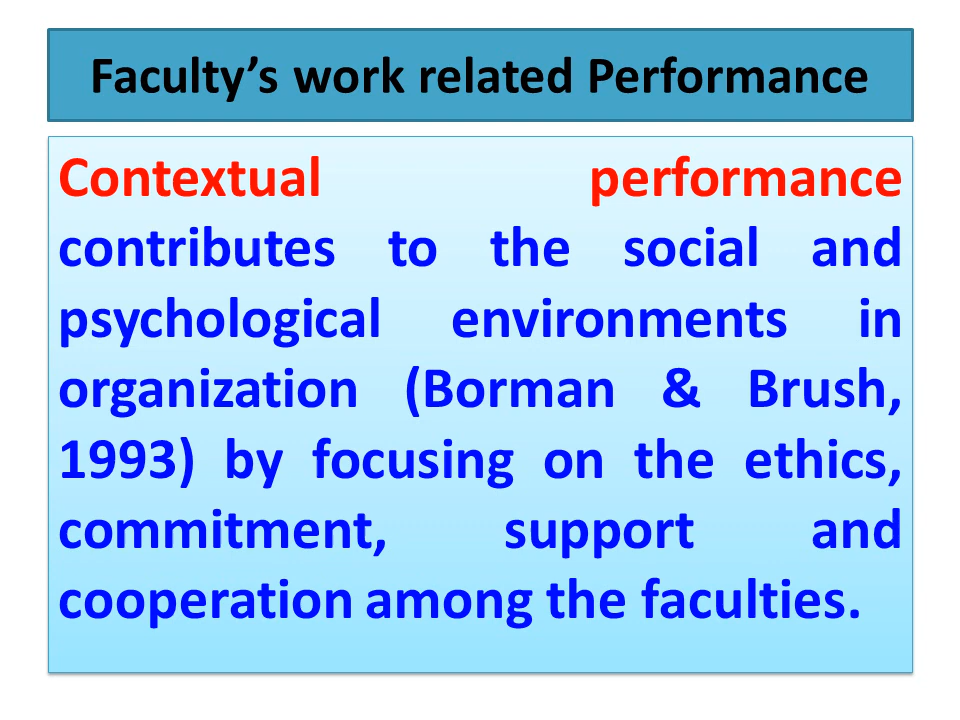 Faculty’s work related Performance
Contextual performance
contributes to the social and
psychological environments in
organization (Borman & Brush,
1993) by focusing on the ethics,
commitment, support and
cooperation among the faculties.